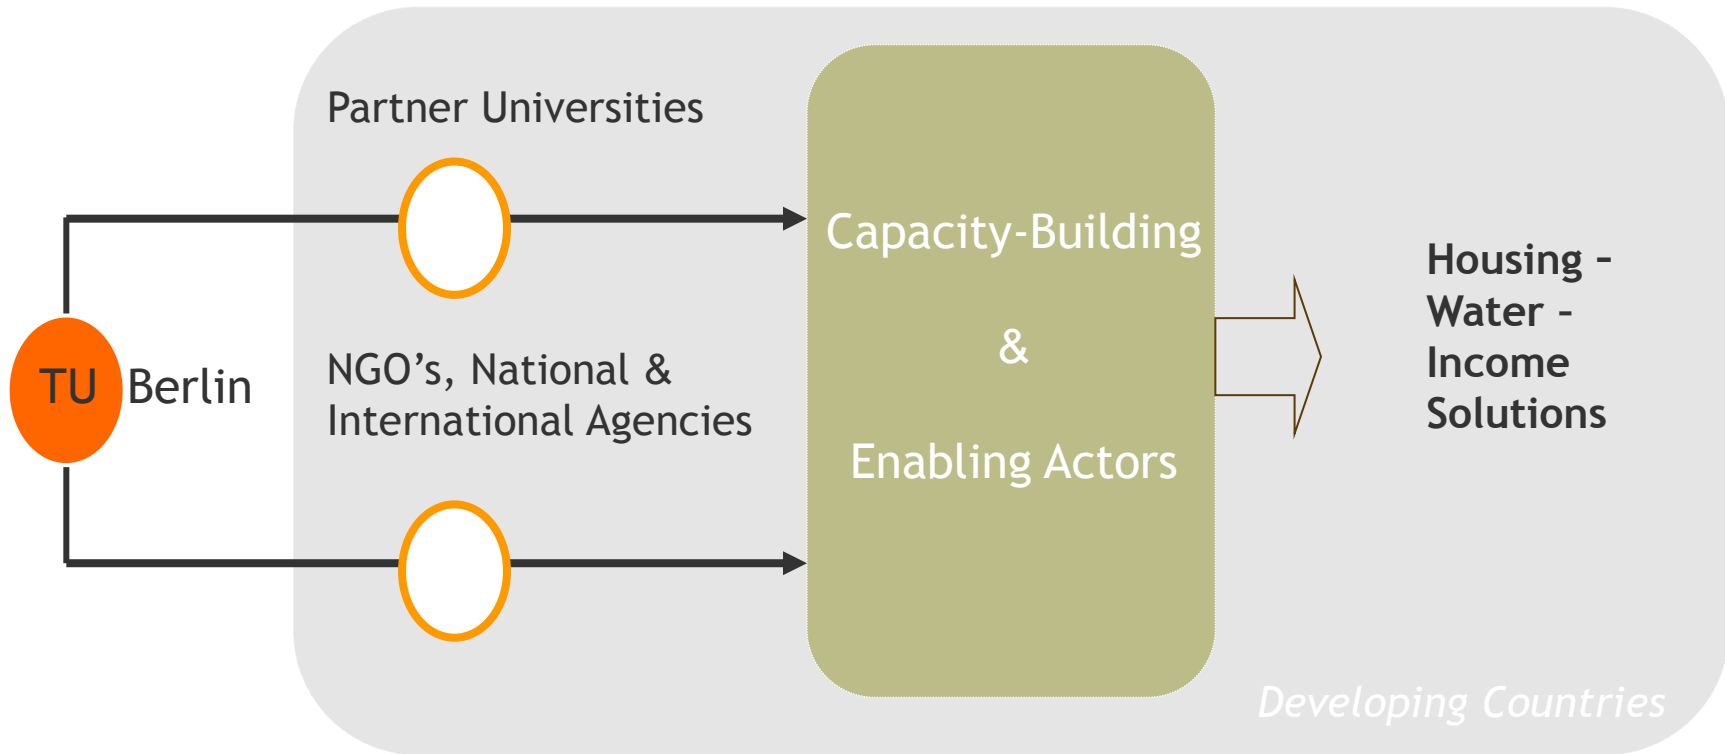 Partner Universities
TU Berlin
NGO’s, National &
International Agencies
Capacity-Building
&
Enabling Actors
Housing –
Water –
Income
Solutions
Developing Countries